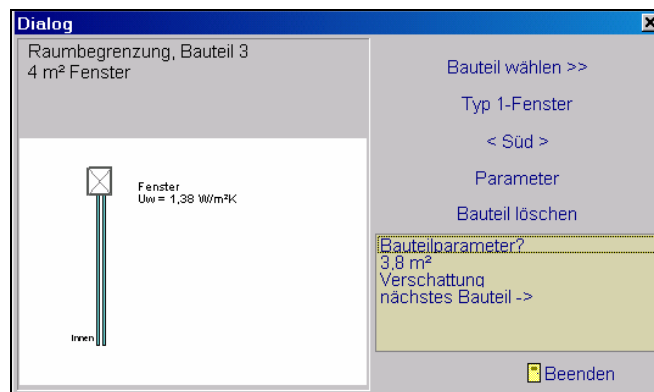 Dialog
Raumbegrenzung, Bauteil 3
4 m² Fenster
Fenster
Uw = 1,38 W/m²K
Innen
Bauteil wählen >>
Typ 1-Fenster
< Süd >
Parameter
Bauteil löschen
Bauteilparameter?
3,8 m²
Verschattung
nächstes Bauteil ->
Beenden